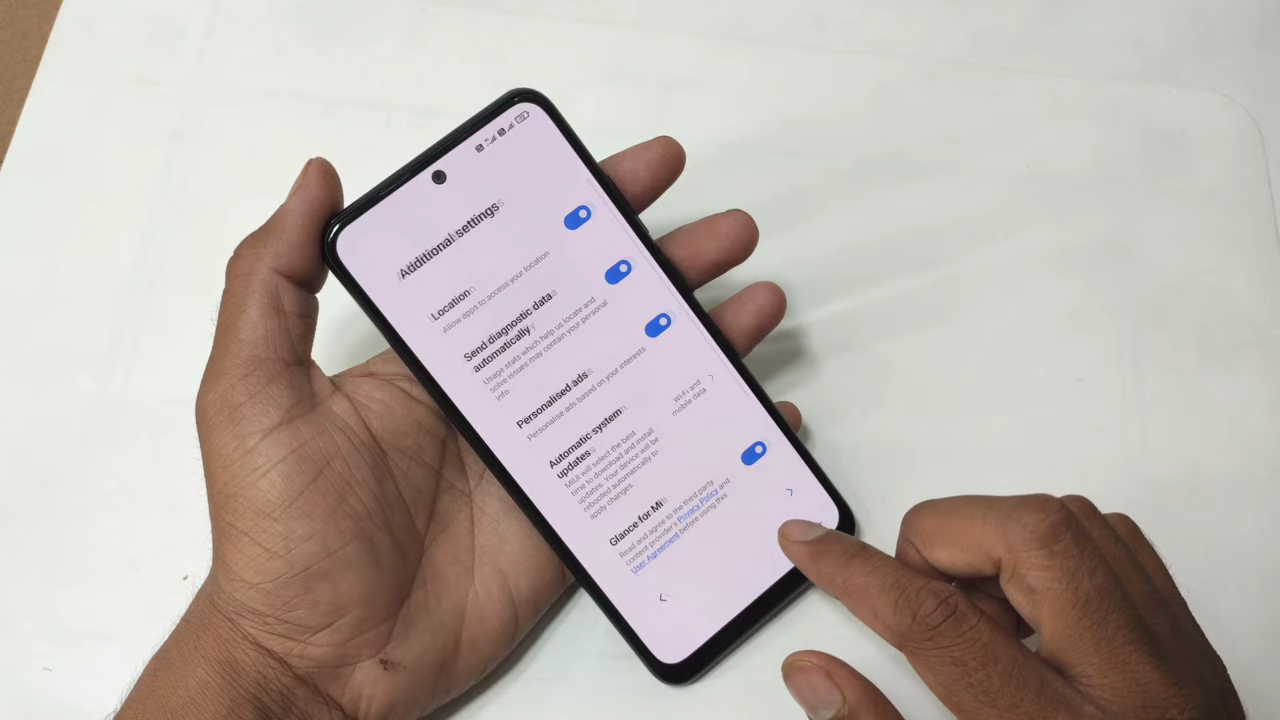 Additional settings
Location
Allow apps to access your location
Send diagnostic data
automatically
Usage stats which help us locate and
solve issues may contain your personal
info
Personalised ads
Personalise ads based on your interests
Automatic system
updates
MIUI will select the best
time to download and install
updates. Your device will be
rebooted automatically to
apply changes.
Wi-Fi and
mobile data
Glance for Mi
Read and agree to the third party
content provider's Privacy Policy and
User Agreement before using this